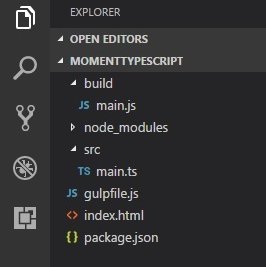 EXPLORER
OPEN EDITORS
MOMENTTYPESCRIPT
build
JS main.js
node_modules
src
TS main.ts
JS gulpfile.js
<> index.html
{} package.json